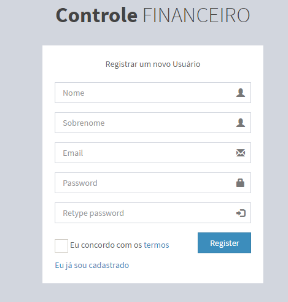 Controle FINANCEIRO
Registrar um novo Usuário
Nome
Sobrenome
Email
Password
Retype password
Eu concordo com os termos
Register
Eu já sou cadastrado